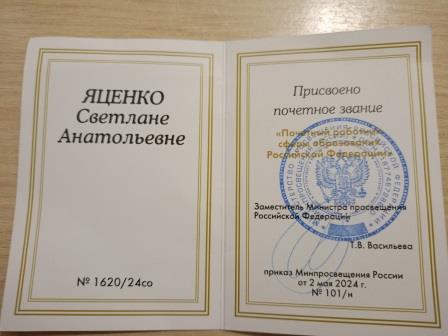 ЯЦЕНКО
Светлане
Анатольевне
№ 1620/24со
Присвоено
почетное звание
«Почетный работник
сферы образования
Российской Федерации»
Заместитель Министра просвещения
Российской Федерации
Т.В. Васильева
приказ Минпросвещения России
от 2 мая 2024 г.
№ 101/н